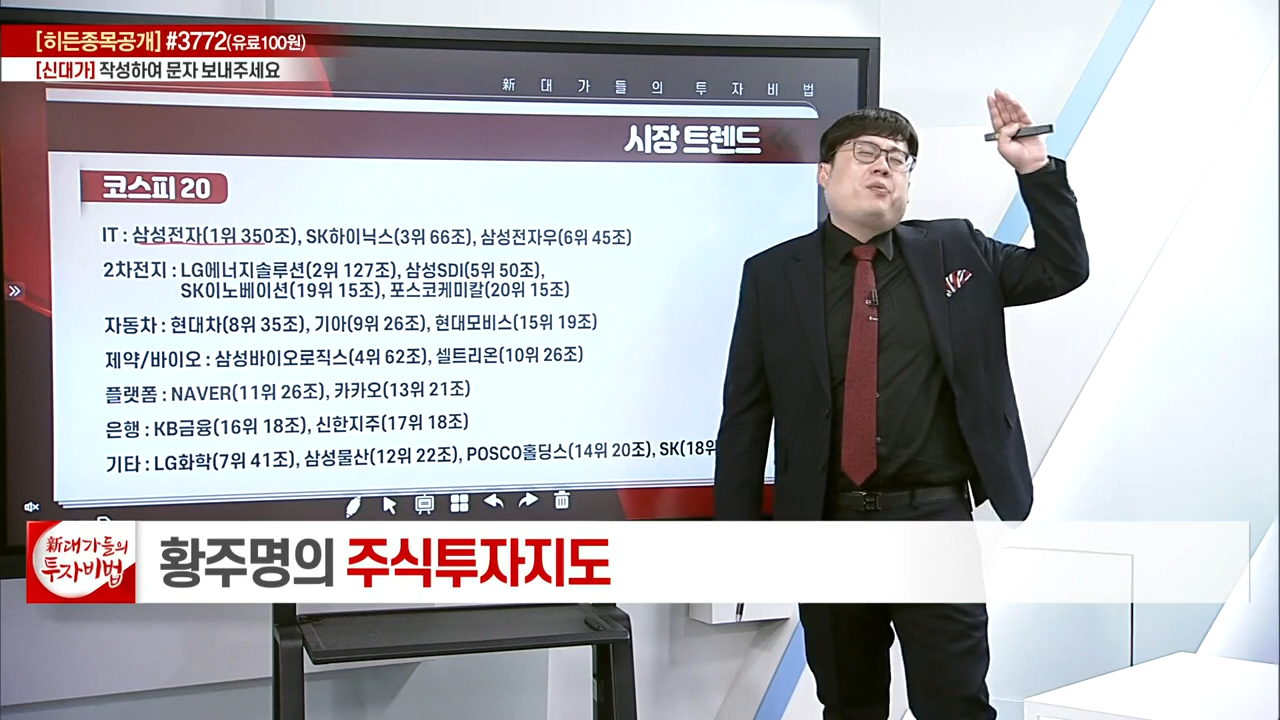 [히든종목공개] #3772(유료100원)
[신대가] 작성하여 문자 보내주세요
新 대 가 들 의 투 자 비 법
시장 트렌드
코스피 20
IT : 삼성전자(1위 350조), SK하이닉스(3위 66조), 삼성전자우(6위 45조)
2차전지 : LG에너지솔루션(2위 127조), 삼성SDI(5위 50조),
SK이노베이션(19위 15조), 포스코케미칼(20위 15조)
자동차 : 현대차(8위 35조), 기아(9위 26조), 현대모비스(15위 19조)
제약/바이오 : 삼성바이오로직스(4위 62조), 셀트리온(10위 26조)
플랫폼 : NAVER(11위 26조), 카카오(13위 21조)
은행 : KB금융(16위 18조), 신한지주(17위 18조)
기타 : LG화학(7위 41조), 삼성물산(12위 22조), POSCO홀딩스(14위 20조), SK(18위
新대가들의
투자비법
황주명의 주식투자지도